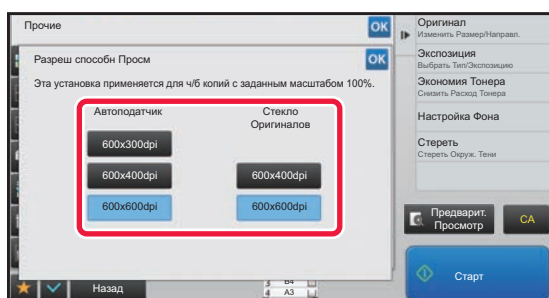 Прочие
OK
Разреш способн Просм
OK
Эта установка применяется для ч/б копий с заданным масштабом 100%.
Автоподатчик
Стекло
Оригиналов
600x300dpi
600x400dpi
600x400dpi
600x600dpi
600x600dpi
Назад
3 B4
4 A3
Оригинал
Изменить Размер/Направл.
Экспозиция
Выбрать Тип/Экспозицию
Экономия Тонера
Снизить Расход Тонера
Настройка Фона
Стереть
Стереть Окруж. Тени
Предварит.
Просмотр
CA
Старт